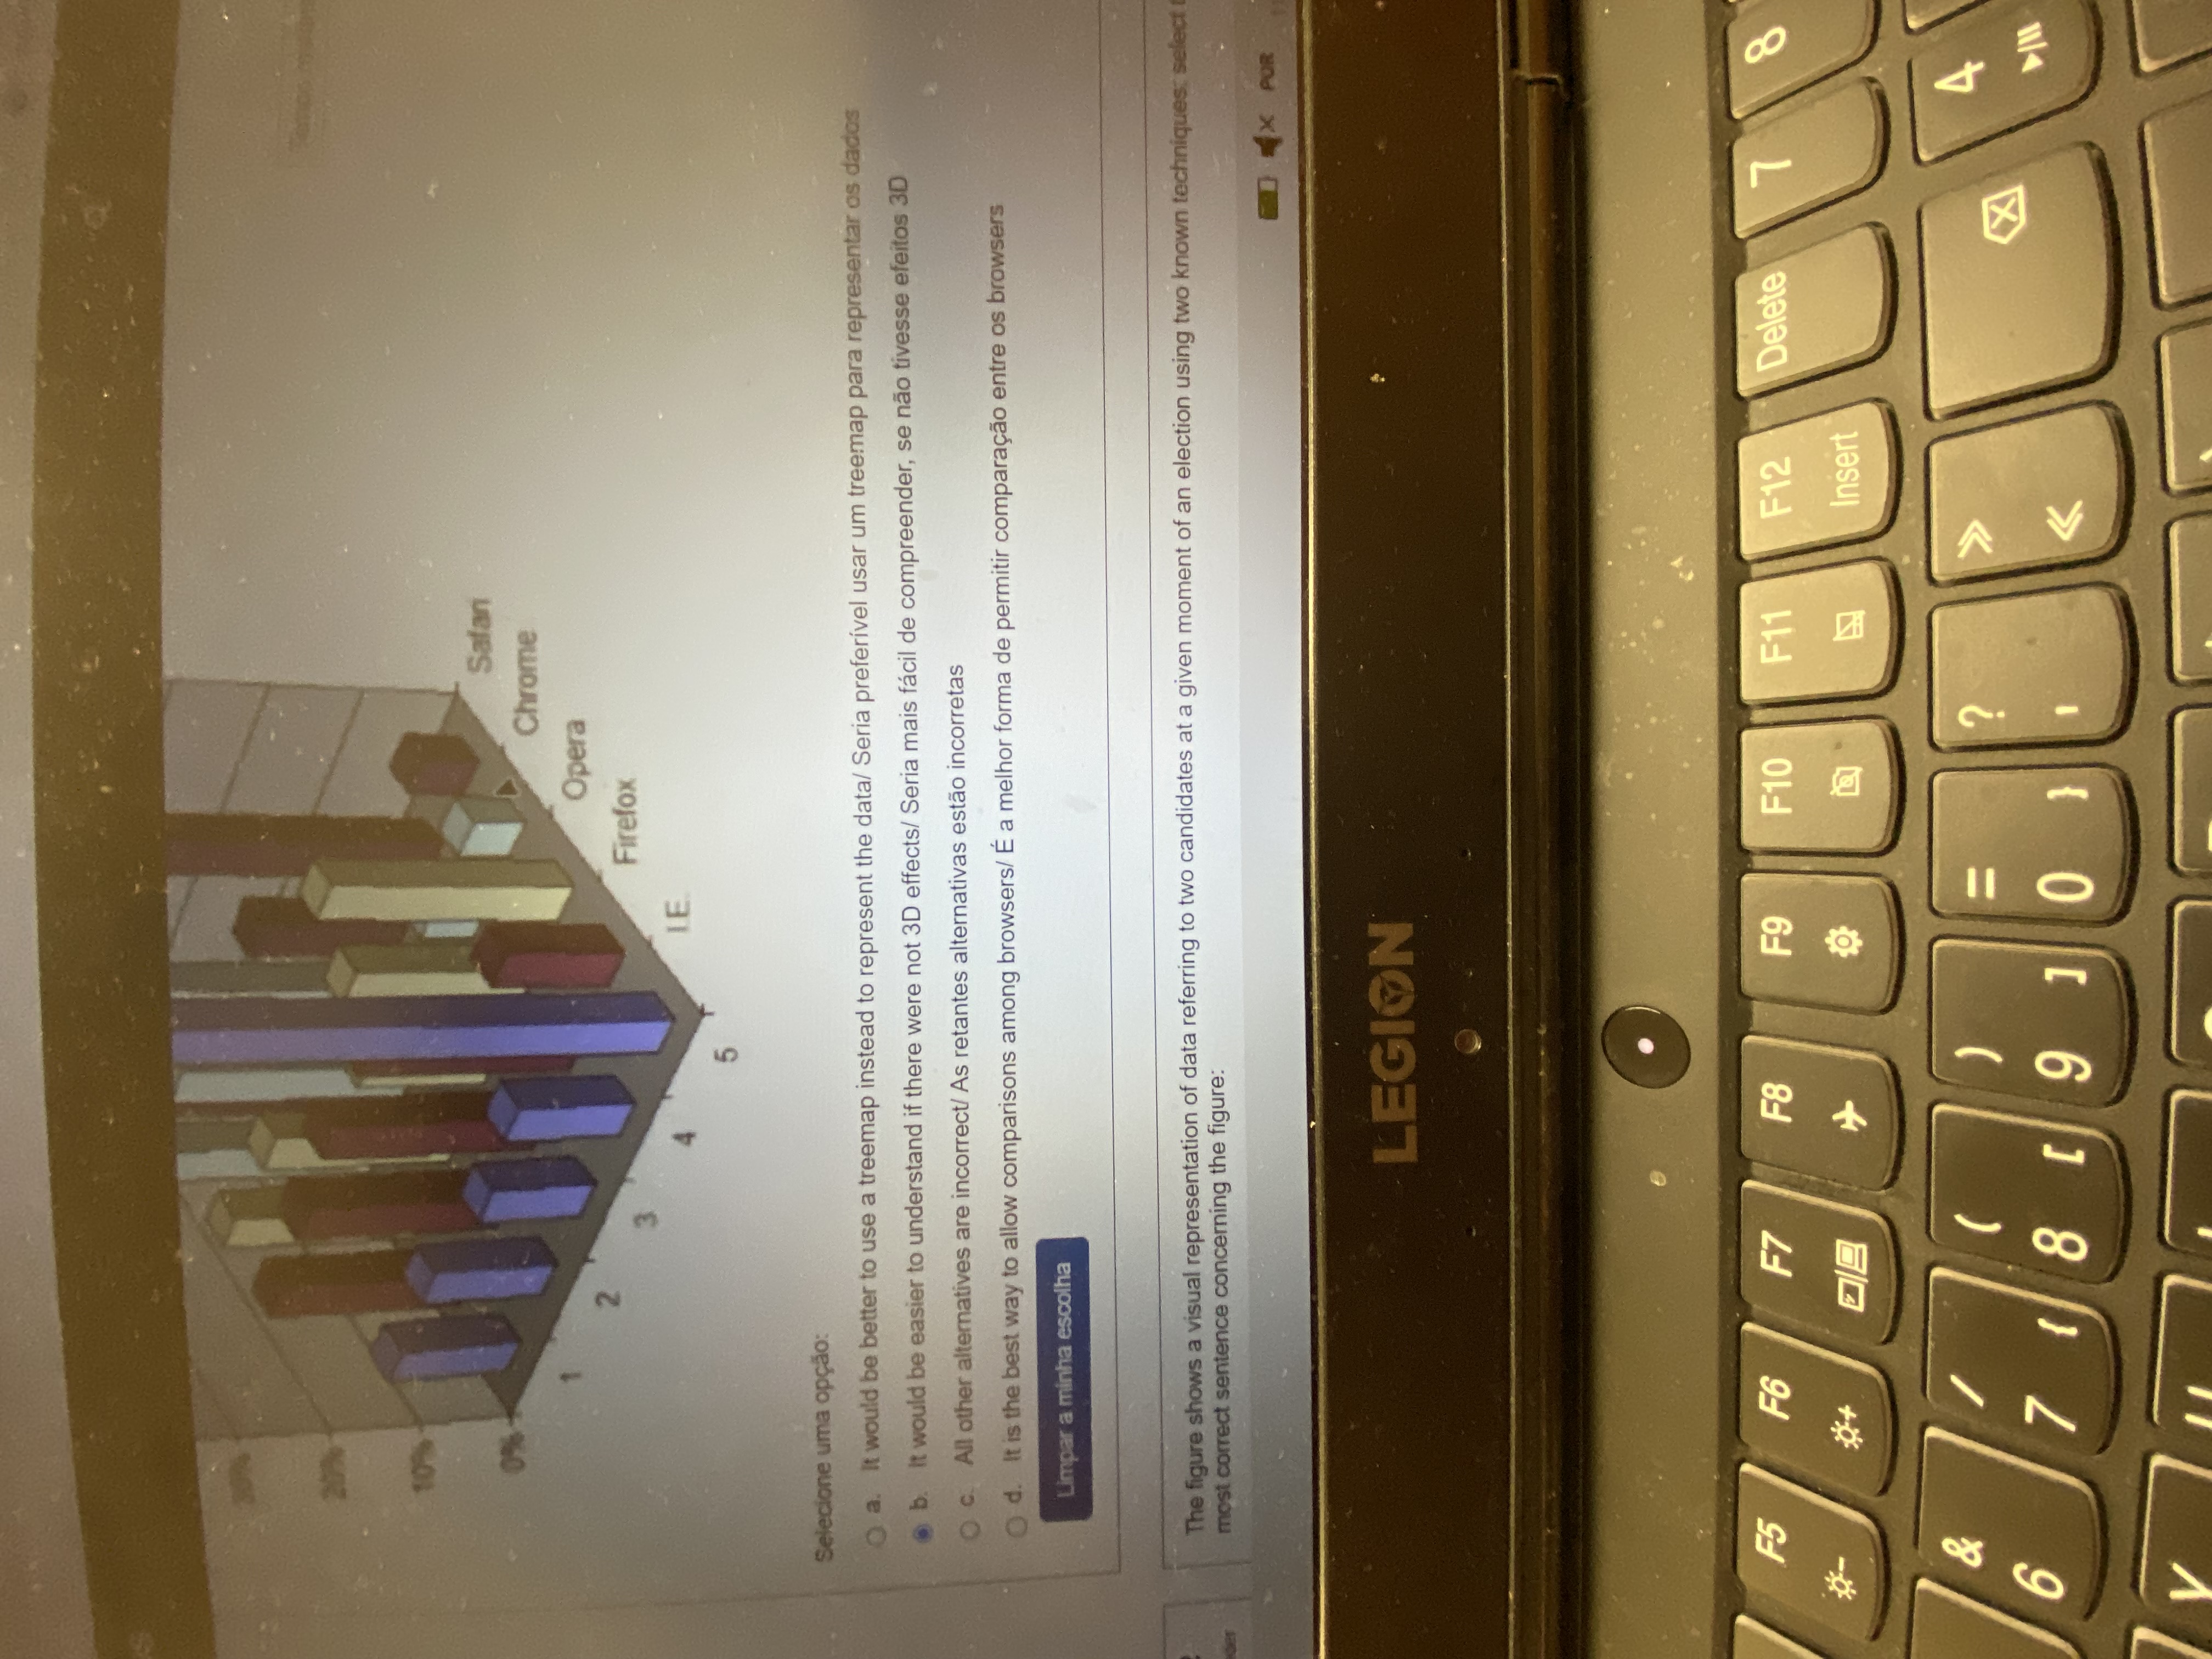 30%
20%
10%
0%
1
2
3
4
5
Safari
Chrome
Opera
Firefox
I.E.
Selecione uma opção:
a. It would be better to use a treemap instead to represent the data/ Seria preferível usar um treemap para representar os dados
b. It would be easier to understand if there were not 3D effects/ Seria mais fácil de compreender, se não tivesse efeitos 3D
c. All other alternatives are incorrect/ As retantes alternativas estão incorretas
d. It is the best way to allow comparisons among browsers/ É a melhor forma de permitir comparação entre os browsers
Limpar a minha escolha
The figure shows a visual representation of data referring to two candidates at a given moment of an election using two known techniques: select
most correct sentence concerning the figure:
POR
LEGION
F5 F6 F7 F8 F9 F10 F11 F12 Delete 7 8
Insert
& / ( ) = ? » 4
6 7 { 8 [ 9 ] 0 } ' «
Y U